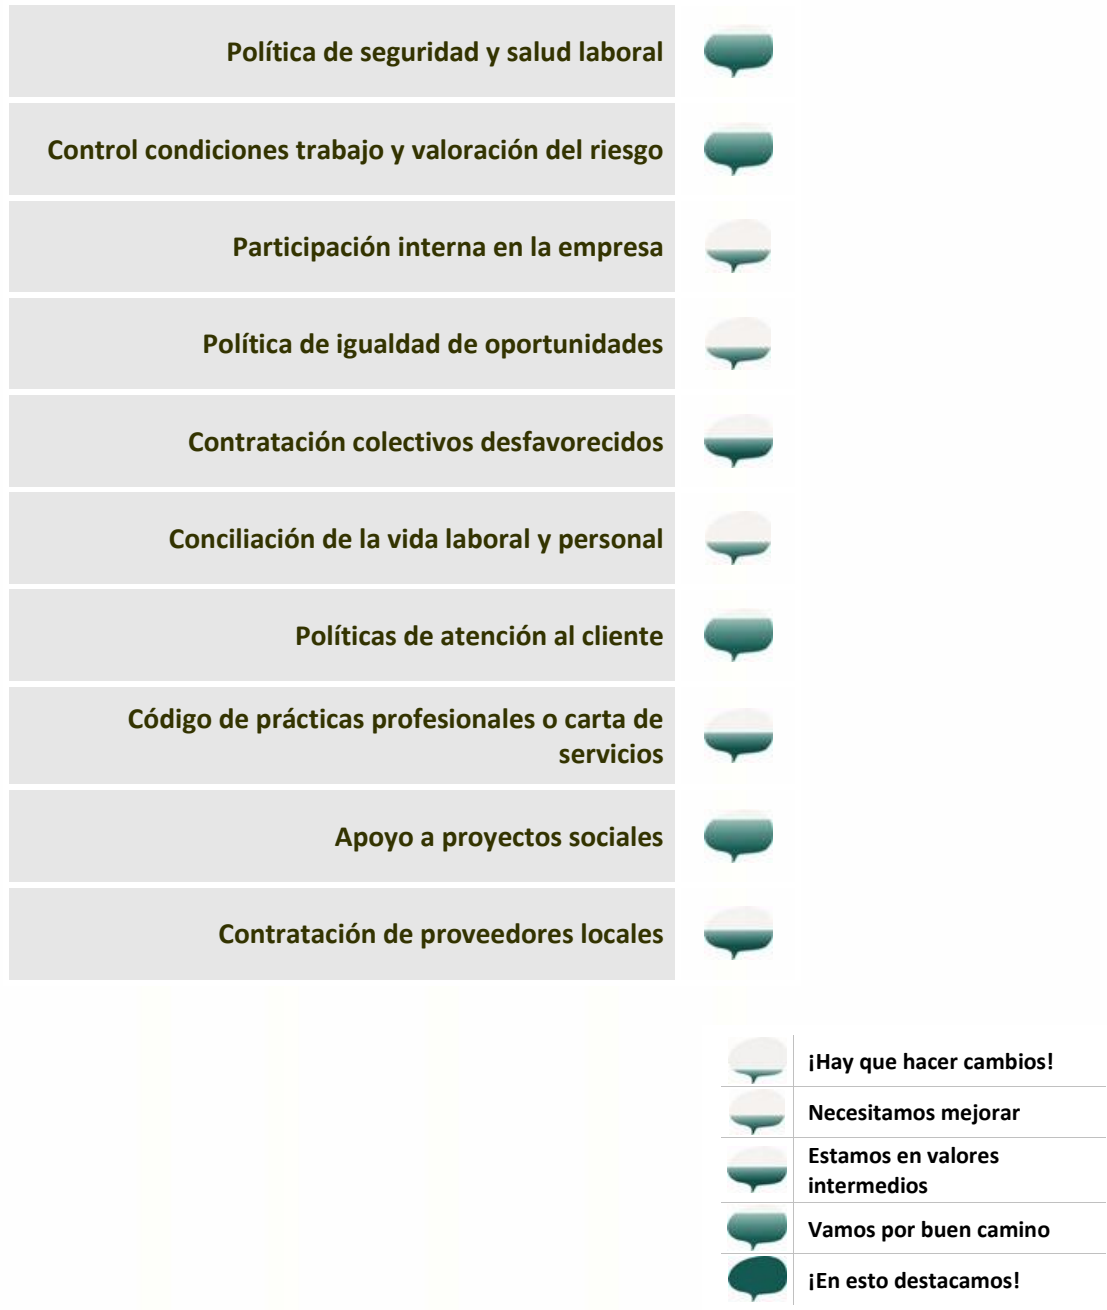 Política de seguridad y salud laboral
Control condiciones trabajo y valoración del riesgo
Participación interna en la empresa
Política de igualdad de oportunidades
Contratación colectivos desfavorecidos
Conciliación de la vida laboral y personal
Políticas de atención al cliente
Código de prácticas profesionales o carta de
servicios
Apoyo a proyectos sociales
Contratación de proveedores locales
¡Hay que hacer cambios!
Necesitamos mejorar
Estamos en valores
intermedios
Vamos por buen camino
¡En esto destacamos!